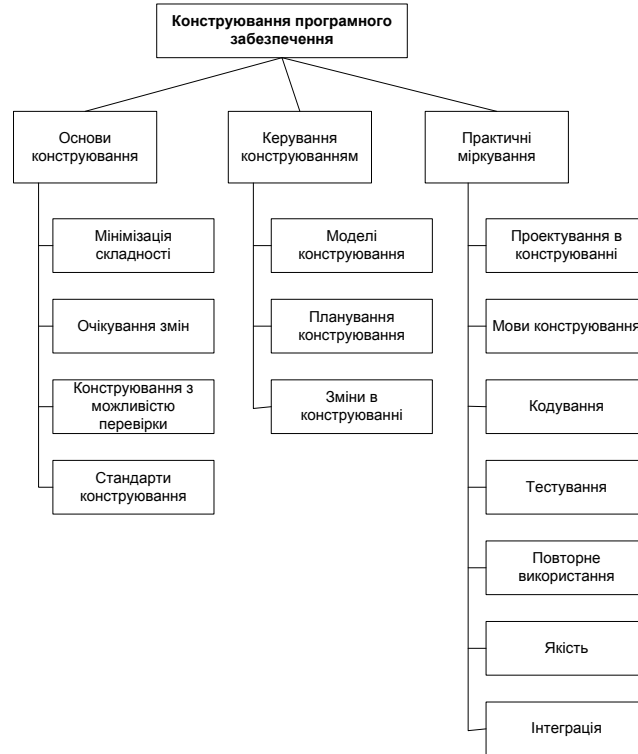 Конструювання програмного
забезпечення
Основи
конструювання
Мінімізація
складності
Очікування змін
Конструювання з
можливістю
перевірки
Стандарти
конструювання
Керування
конструюванням
Моделі
конструювання
Планування
конструювання
Зміни в
конструюванні
Практичні
міркування
Проектування в
конструюванні
Мови конструювання
Кодування
Тестування
Повторне
використання
Якість
Інтеграція